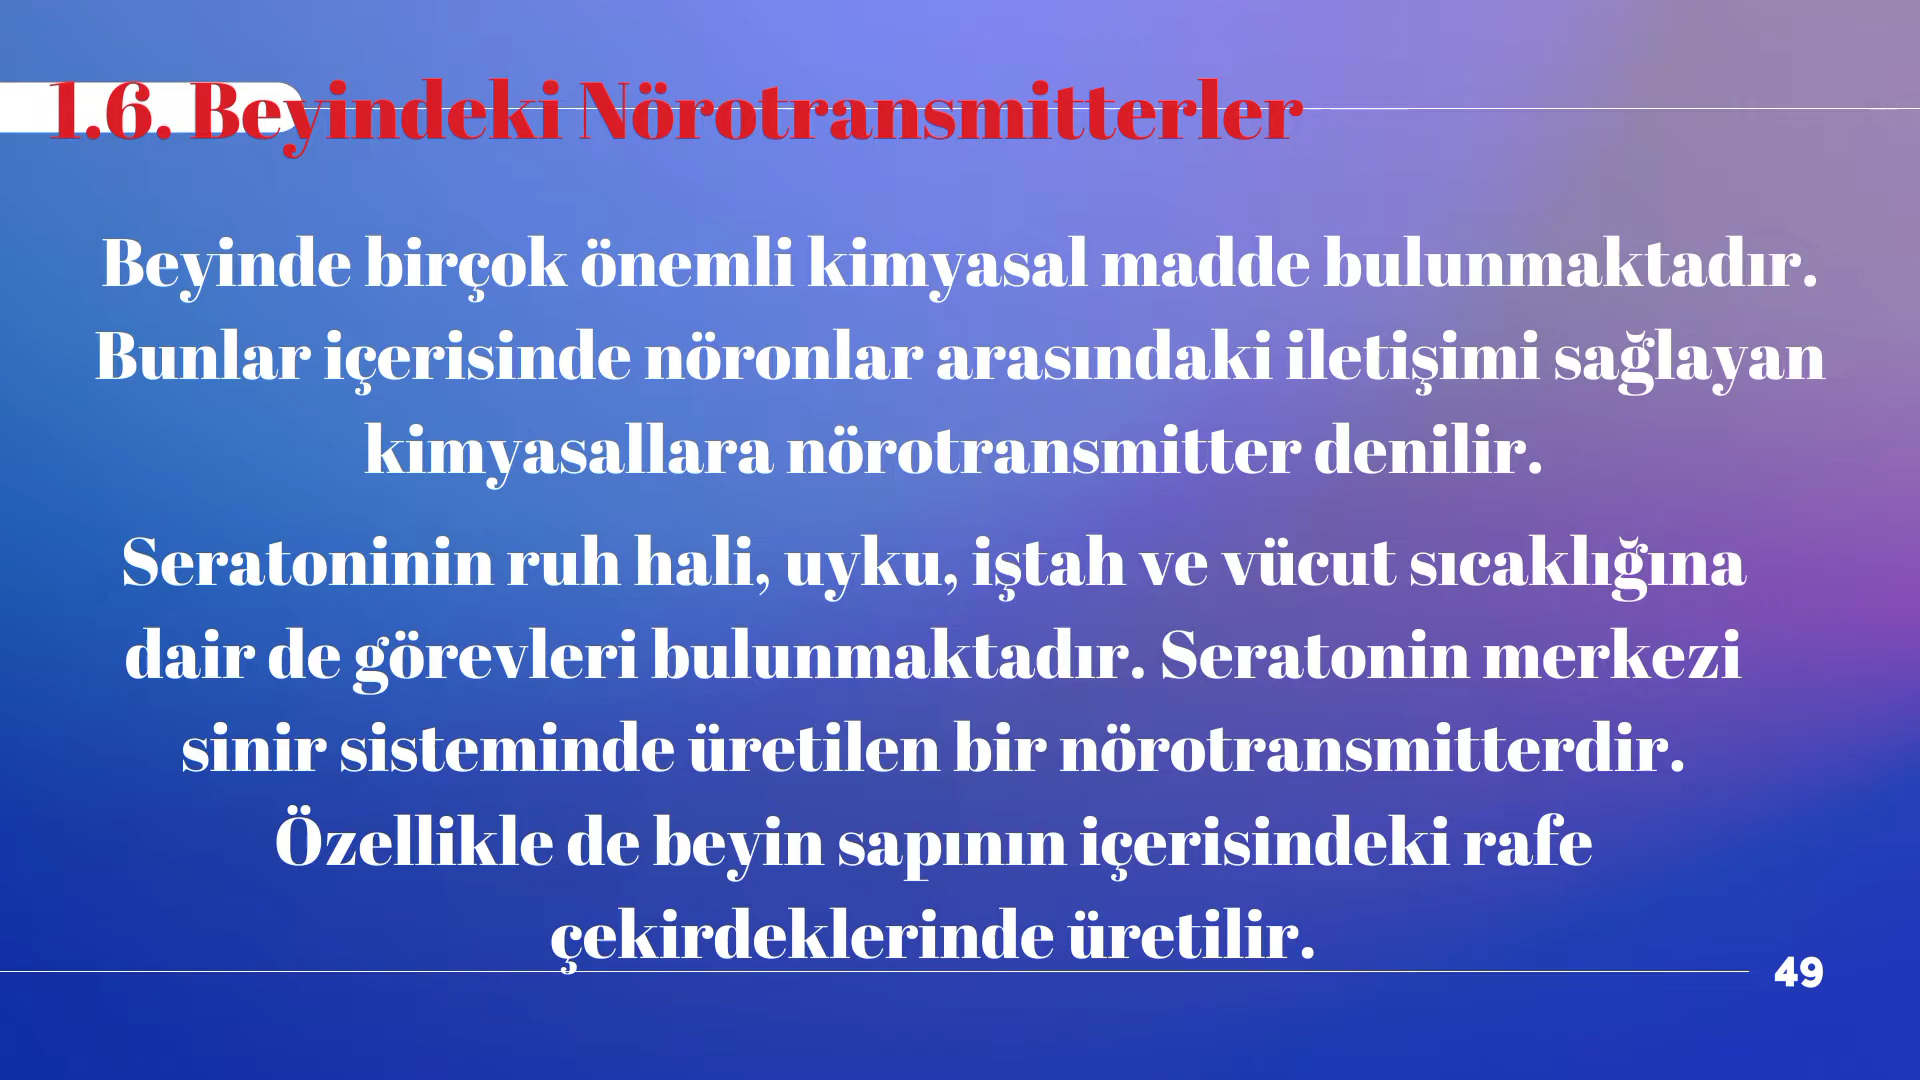 1.6. Beyindeki Nörotransmitterler
Beyinde birçok önemli kimyasal madde bulunmaktadır.
Bunlar içerisinde nöronlar arasındaki iletişimi sağlayan
kimyasallara nörotransmitter denilir.
Seratoninin ruh hali, uyku, iştah ve vücut sıcaklığına
dair de görevleri bulunmaktadır. Seratonin merkezi
sinir sisteminde üretilen bir nörotransmitterdir.
Özellikle de beyin sapının içerisindeki rafe
çekirdeklerinde üretilir.
49